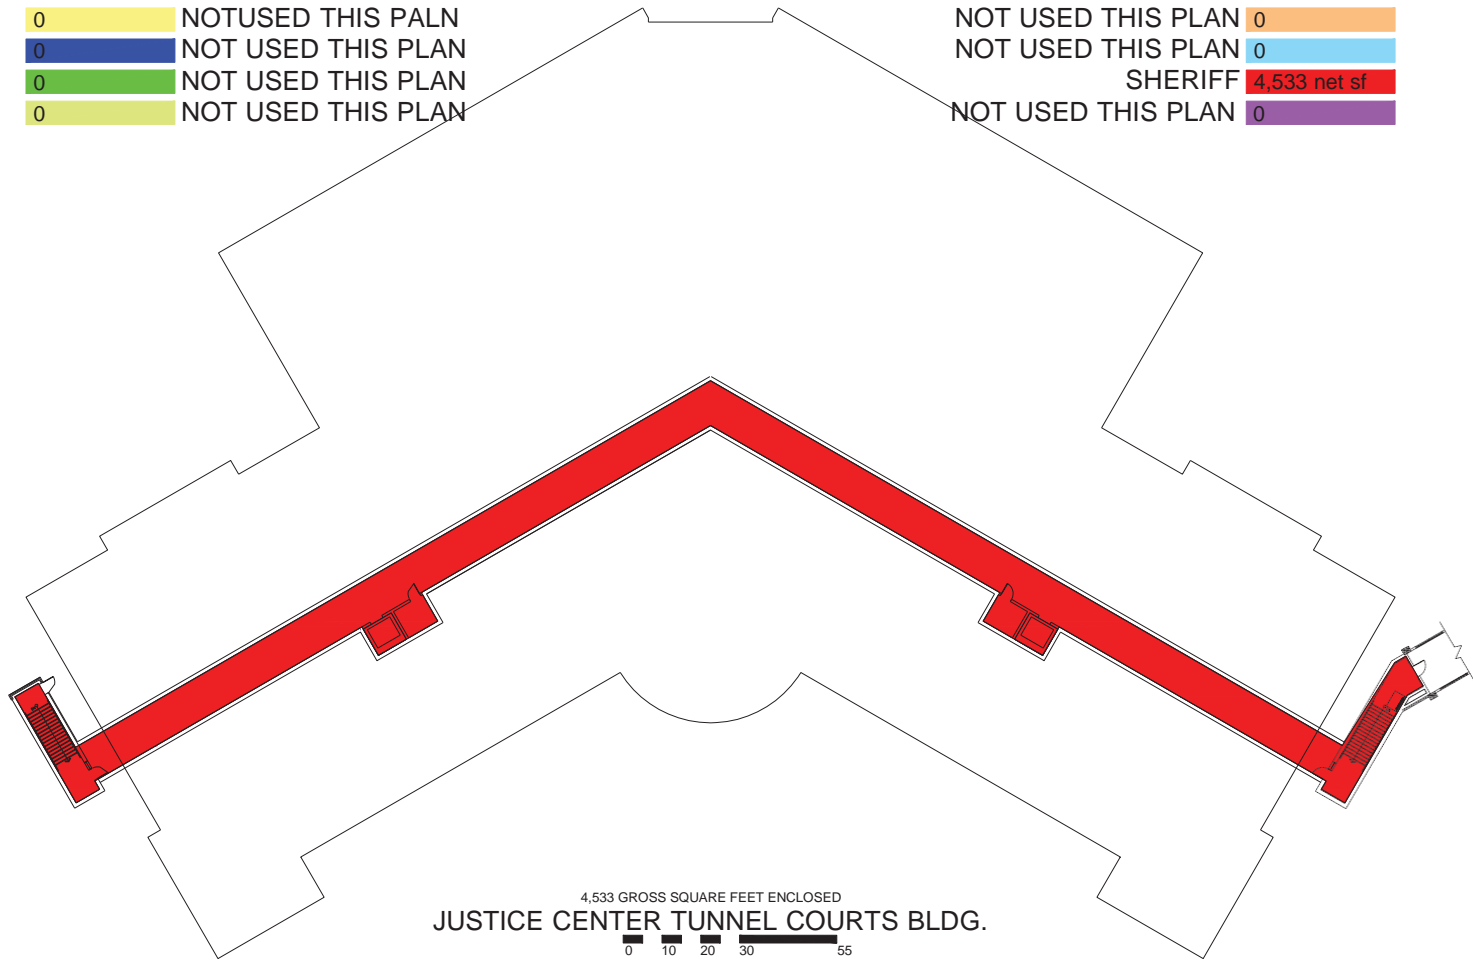 0 NOTUSED THIS PALN
0 NOT USED THIS PLAN
0 NOT USED THIS PLAN
0 NOT USED THIS PLAN
NOT USED THIS PLAN 0
NOT USED THIS PLAN 0
SHERIFF 4,533 net sf
NOT USED THIS PLAN 0
4,533 GROSS SQUARE FEET ENCLOSED
JUSTICE CENTER TUNNEL COURTS BLDG.
0 10 20 30 55